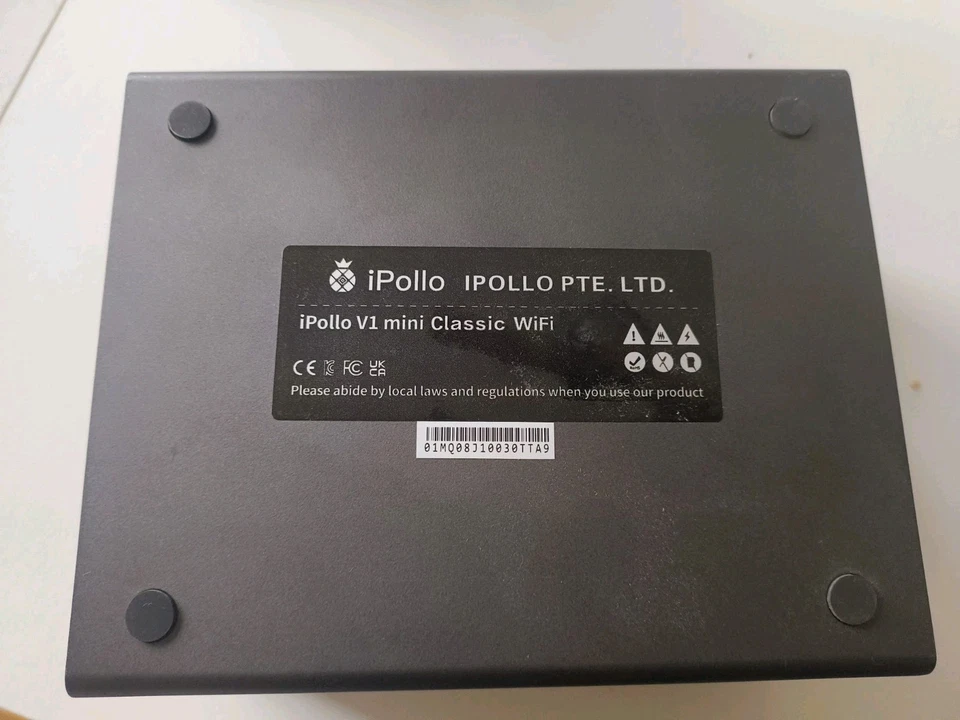 iPollo IPOLLO PTE. LTD.
iPollo V1 mini Classic WiFi
CE FC UK CA
Please abide by local laws and regulations when you use our product
01MQ08J10030TTA9